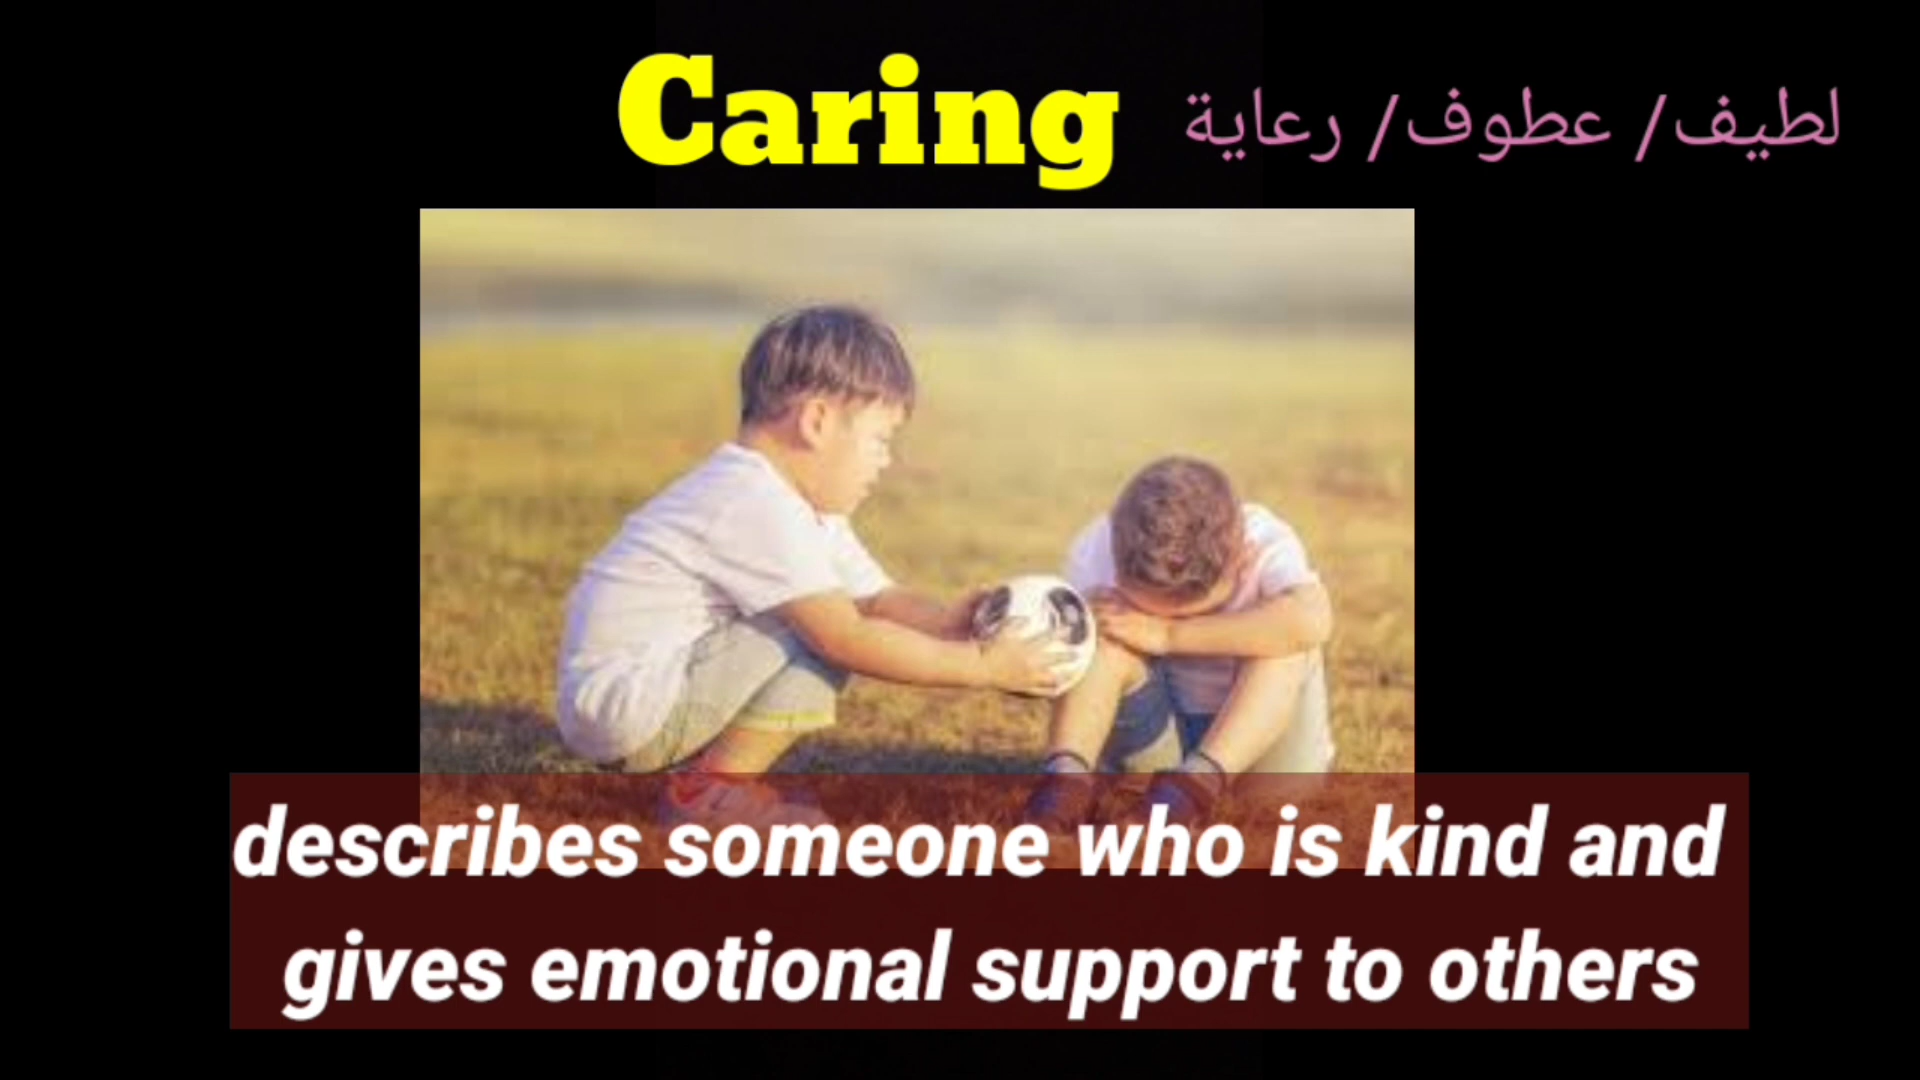 Caring لطيف/ عطوف/ رعاية
describes someone who is kind and
gives emotional support to others